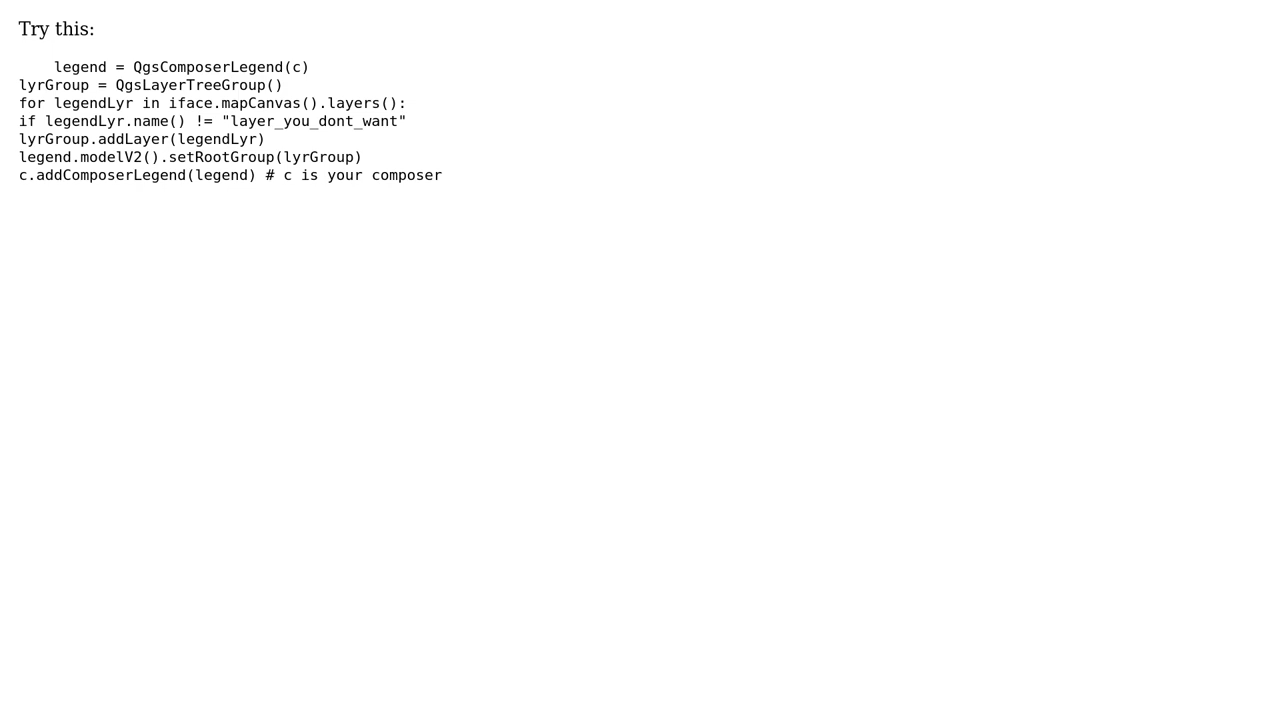 Try this:
    legend = QgsComposerLegend(c)
lyrGroup = QgsLayerTreeGroup()
for legendLyr in iface.mapCanvas().layers():
if legendLyr.name() != "layer_you_dont_want"
lyrGroup.addLayer(legendLyr)
legend.modelV2().setRootGroup(lyrGroup)
c.addComposerLegend(legend) # c is your composer